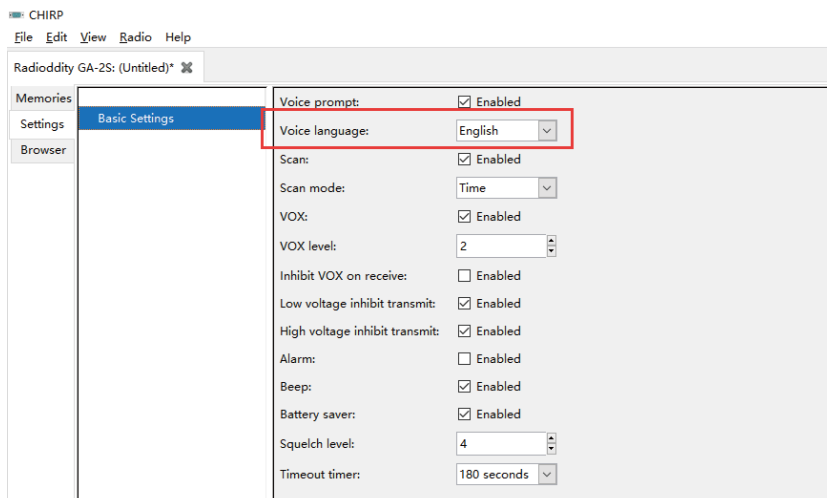 CHIRP
File Edit View Radio Help
Radioddity GA-2S: (Untitled)*
Memories
Settings
Browser
Basic Settings
Voice prompt: Enabled
Voice language: English
Scan: Enabled
Scan mode: Time
VOX: Enabled
VOX level: 2
Inhibit VOX on receive: Enabled
Low voltage inhibit transmit: Enabled
High voltage inhibit transmit: Enabled
Alarm: Enabled
Beep: Enabled
Battery saver: Enabled
Squelch level: 4
Timeout timer: 180 seconds